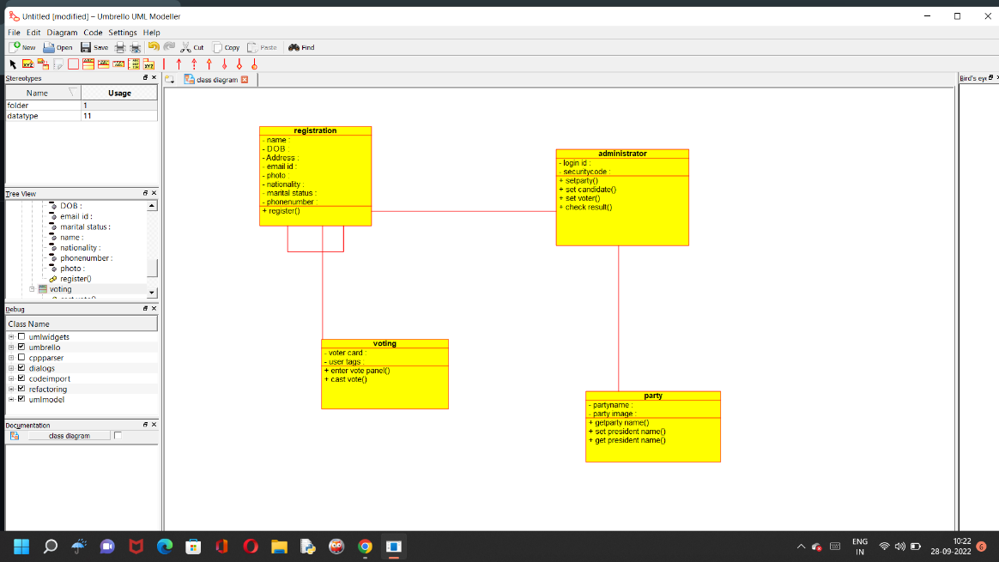 Untitled [modified] – Umbrello UML Modeller
File Edit Diagram Code Settings Help
New Open Save Cut Copy Paste Find
Stereotypes
Name Usage
folder 1
datatype 11
Tree View
DOB :
email id :
marital status :
name :
nationality :
phonenumber :
photo :
register()
voting
Debug
Class Name
umlwidgets
umbrello
cppparser
dialogs
codeimport
refactoring
umlmodel
Documentation
class diagram
class diagram
Bird's eye
registration
- name :
- DOB :
- Address :
- email id :
- photo :
- nationality :
- marital status :
- phonenumber :
+ register()
administrator
- login id :
- securitycode :
+ setparty()
+ set candidate()
+ set voter()
+ check result()
voting
- voter card :
- user tags :
+ enter vote panel()
+ cast vote()
party
- partyname :
- party image :
+ getparty name()
+ set president name()
+ get president name()
ENG
IN
10:22
28-09-2022
6